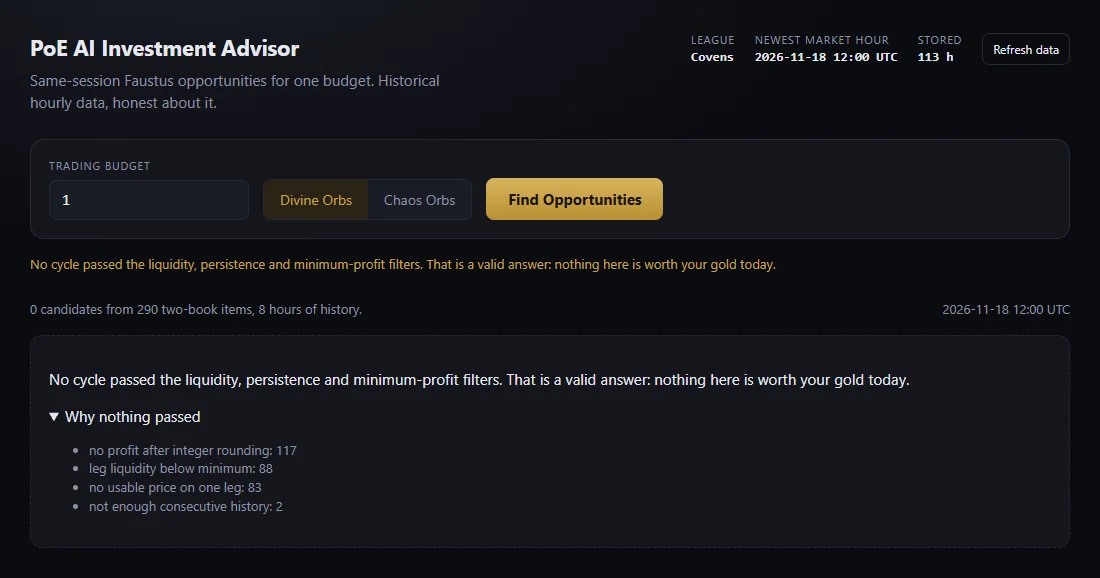 PoE AI Investment Advisor
Same-session Faustus opportunities for one budget. Historical
hourly data, honest about it.
LEAGUE
Covens
NEWEST MARKET HOUR
2026-11-18 12:00 UTC
STORED
113 h
Refresh data
TRADING BUDGET
1
Divine Orbs
Chaos Orbs
Find Opportunities
No cycle passed the liquidity, persistence and minimum-profit filters. That is a valid answer: nothing here is worth your gold today.
0 candidates from 290 two-book items, 8 hours of history.
2026-11-18 12:00 UTC
No cycle passed the liquidity, persistence and minimum-profit filters. That is a valid answer: nothing here is worth your gold today.
▼ Why nothing passed
• no profit after integer rounding: 117
• leg liquidity below minimum: 88
• no usable price on one leg: 83
• not enough consecutive history: 2